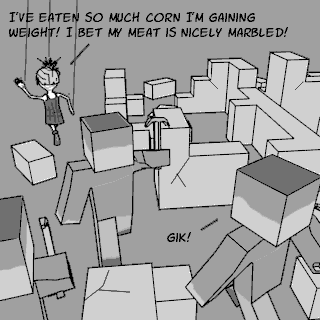 I'VE EATEN SO MUCH CORN I'M GAINING
WEIGHT! I BET MY MEAT IS NICELY MARBLED!
GIK!